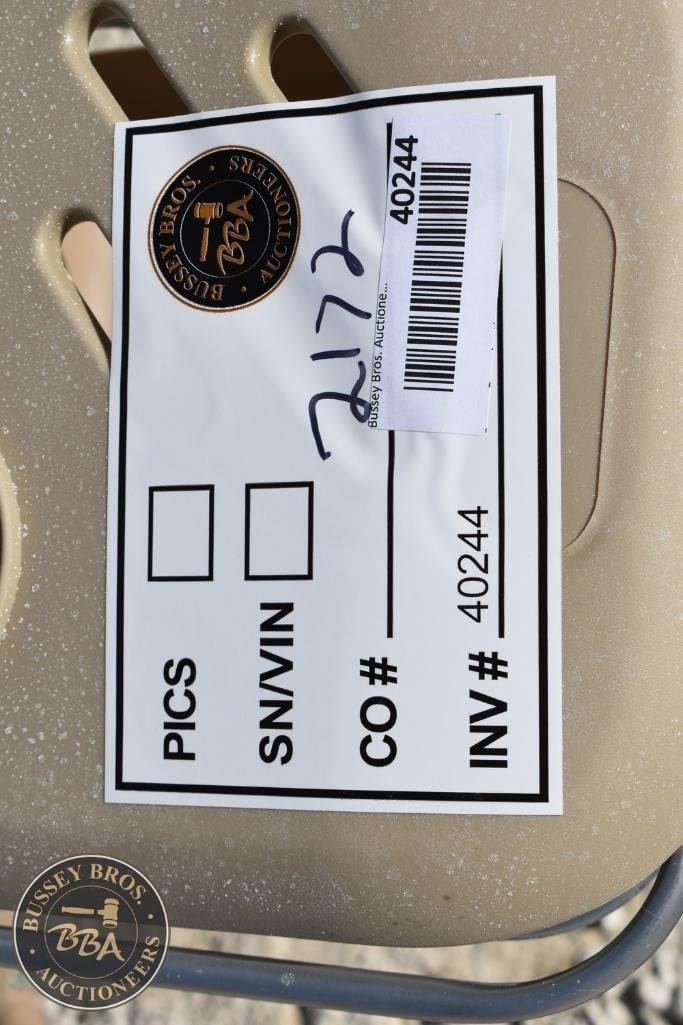 BUSSEY BROS. · AUCTIONEERS ·
BBA
2172
40244
Bussey Bros. Auctione...
PICS
SN/VIN
CO #
INV # 40244
BUSSEY BROS. · AUCTIONEERS ·
BBA